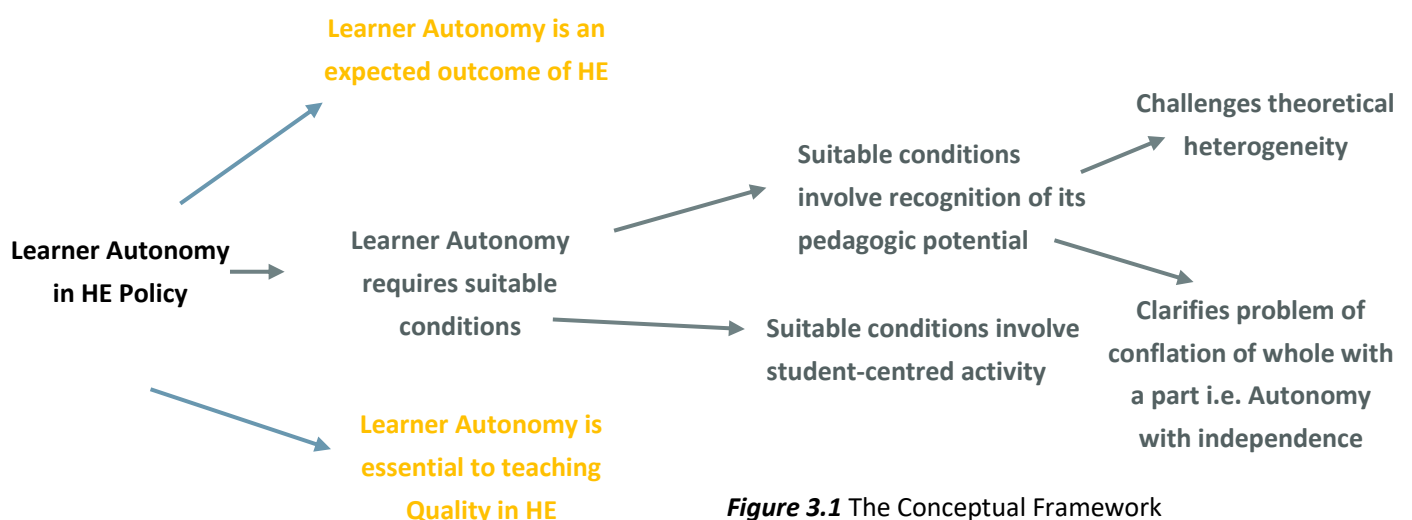 Learner Autonomy is an
expected outcome of HE
Learner Autonomy
in HE Policy
Learner Autonomy
requires suitable
conditions
Learner Autonomy is
essential to teaching
Quality in HE
Suitable conditions
involve recognition of its
pedagogic potential
Suitable conditions involve
student-centred activity
Challenges theoretical
heterogeneity
Clarifies problem of
conflation of whole with
a part i.e. Autonomy
with independence
Figure 3.1 The Conceptual Framework